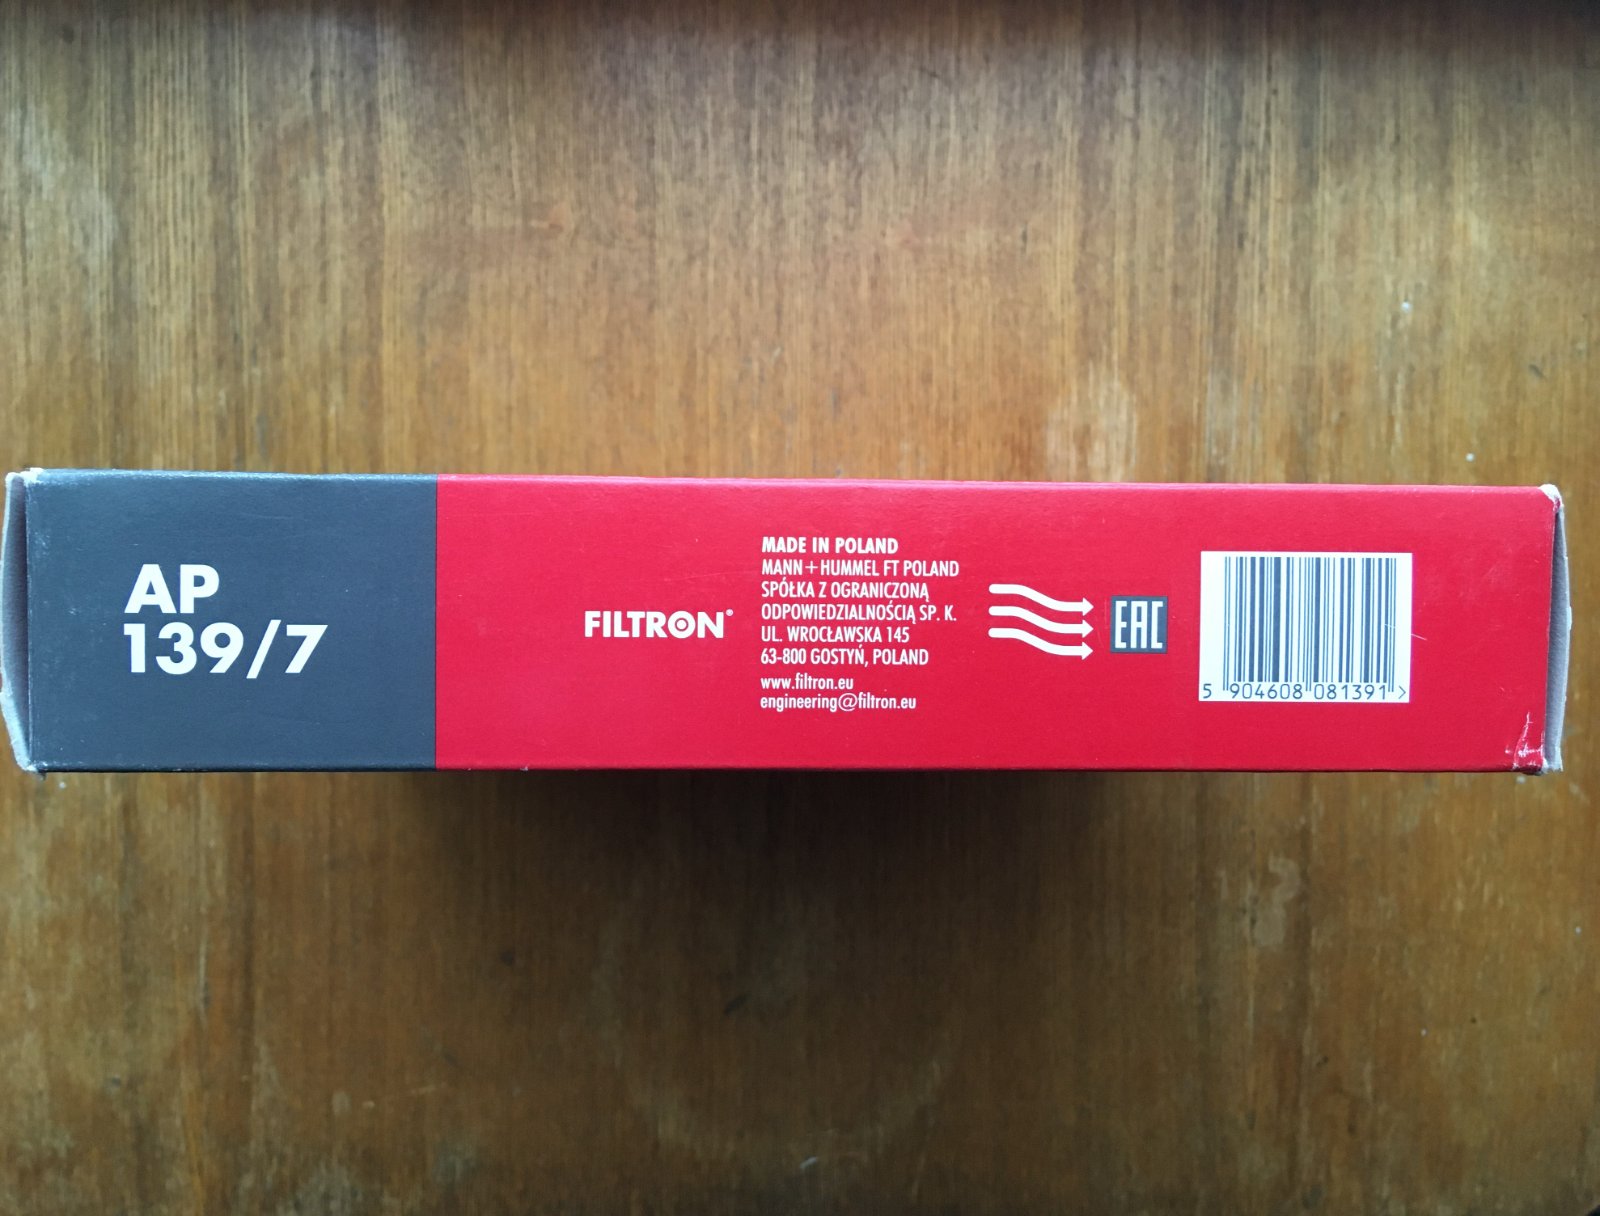 AP
139/7
FILTRON®
MADE IN POLAND
MANN+HUMMEL FT POLAND
SPÓŁKA Z OGRANICZONĄ
ODPOWIEDZIALNOŚCIĄ SP. K.
UL. WROCŁAWSKA 145
63-800 GOSTYŃ, POLAND
www.filtron.eu
engineering@filtron.eu
EAC
5 904608 081391 >